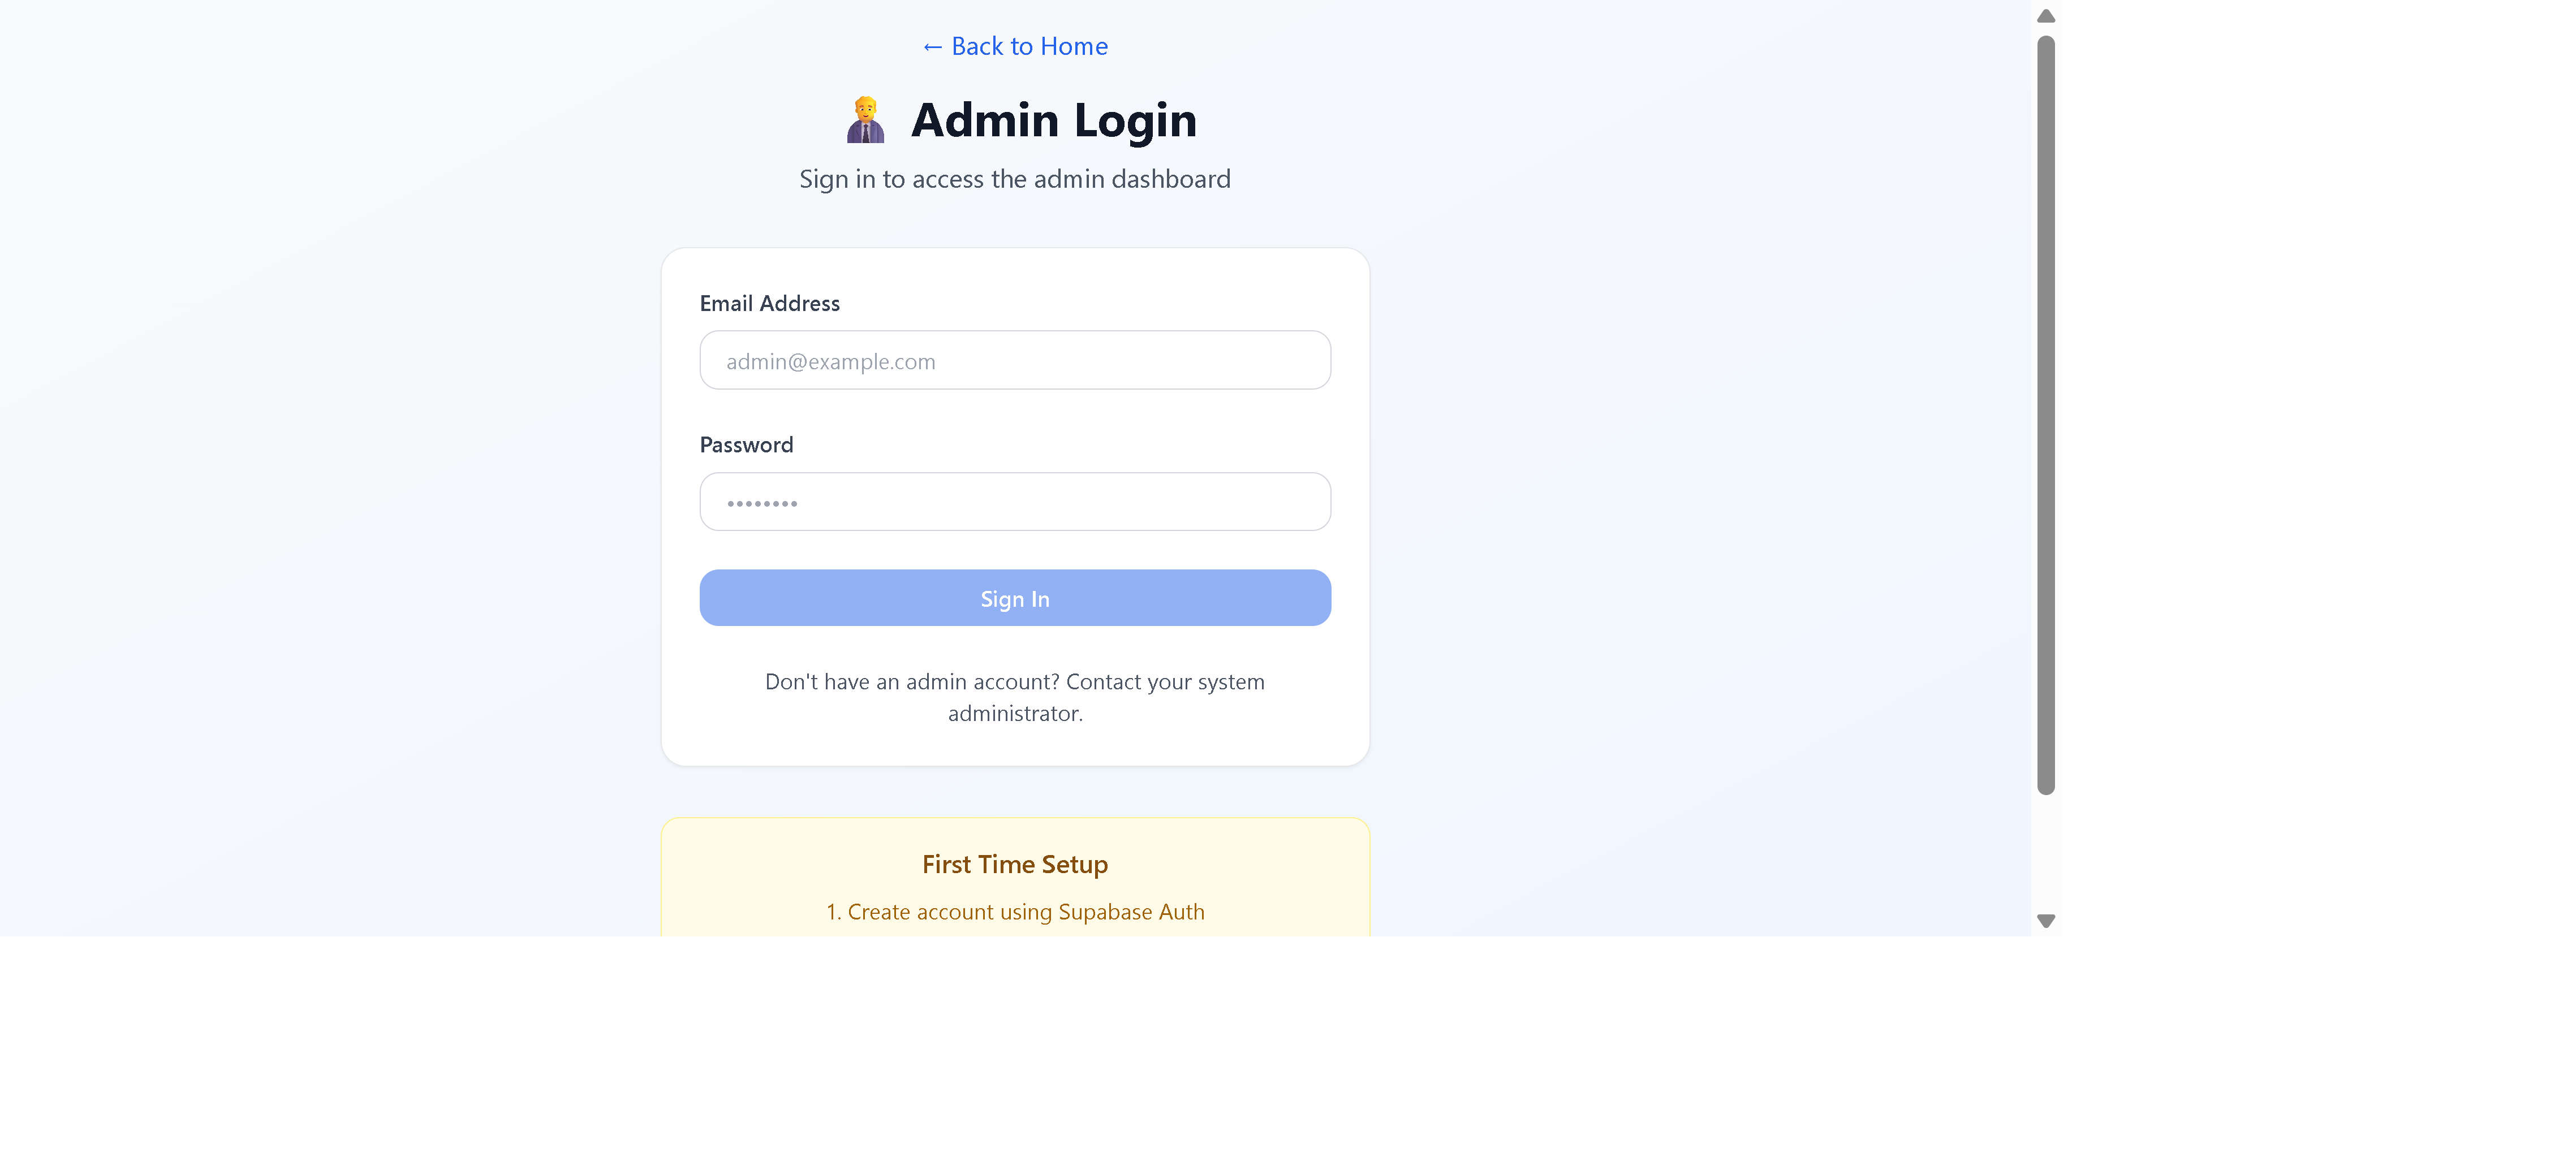 ← Back to Home
Admin Login
Sign in to access the admin dashboard
Email Address
admin@example.com
Password
••••••••
Sign In
Don't have an admin account? Contact your system
administrator.
First Time Setup
1. Create account using Supabase Auth